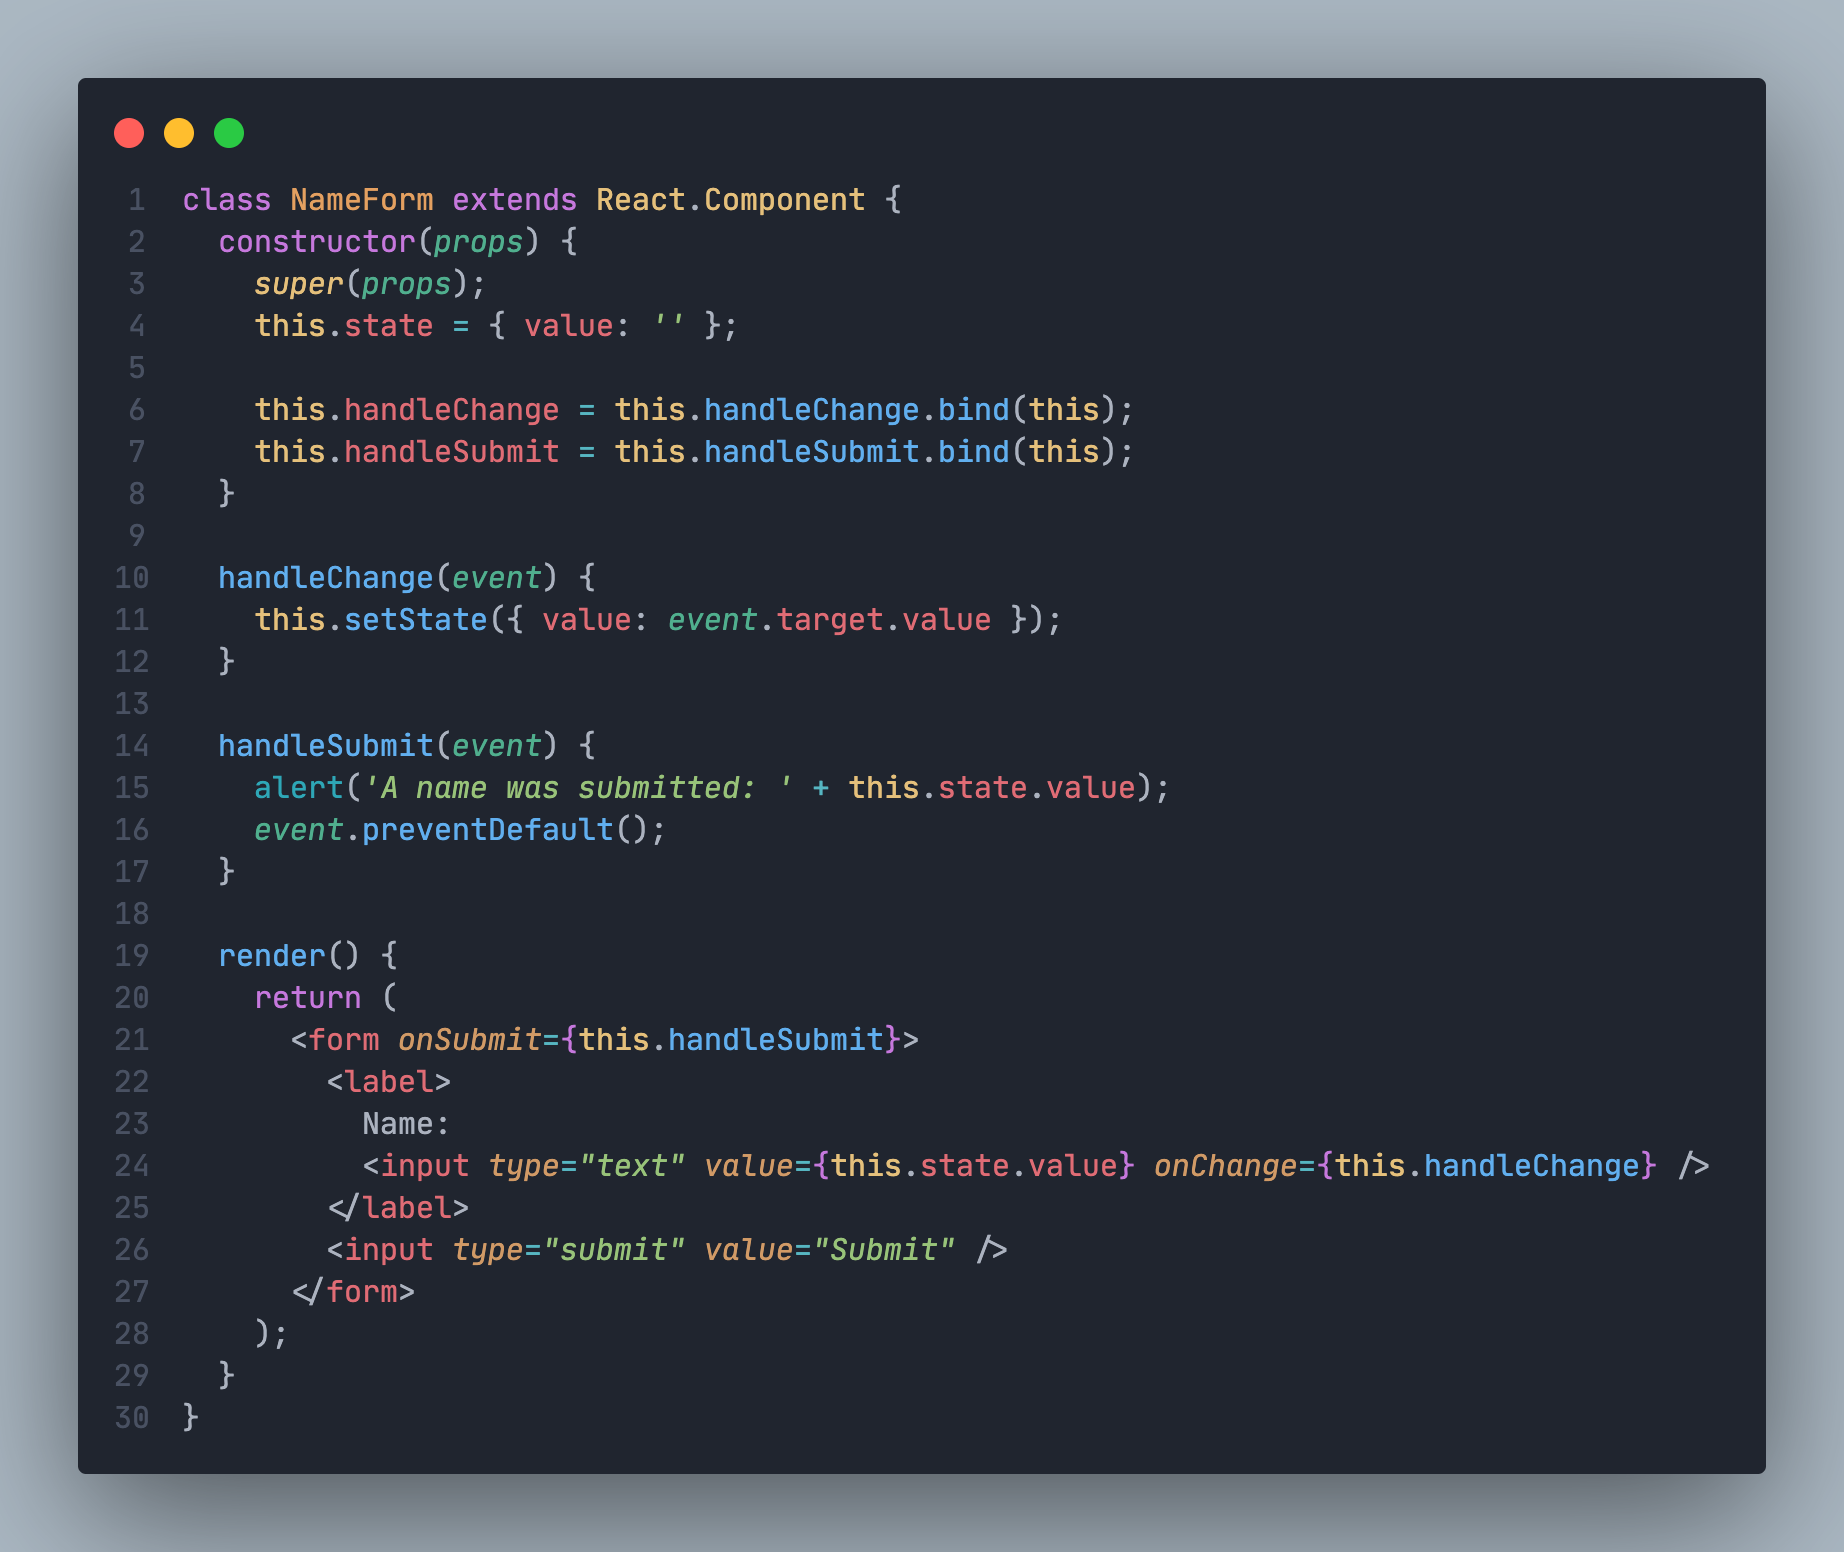 1 class NameForm extends React.Component {
2   constructor(props) {
3     super(props);
4     this.state = { value: '' };
5
6     this.handleChange = this.handleChange.bind(this);
7     this.handleSubmit = this.handleSubmit.bind(this);
8   }
9
10   handleChange(event) {
11     this.setState({ value: event.target.value });
12   }
13
14   handleSubmit(event) {
15     alert('A name was submitted: ' + this.state.value);
16     event.preventDefault();
17   }
18
19   render() {
20     return (
21       <form onSubmit={this.handleSubmit}>
22         <label>
23           Name:
24           <input type="text" value={this.state.value} onChange={this.handleChange} />
25         </label>
26         <input type="submit" value="Submit" />
27       </form>
28     );
29   }
30 }